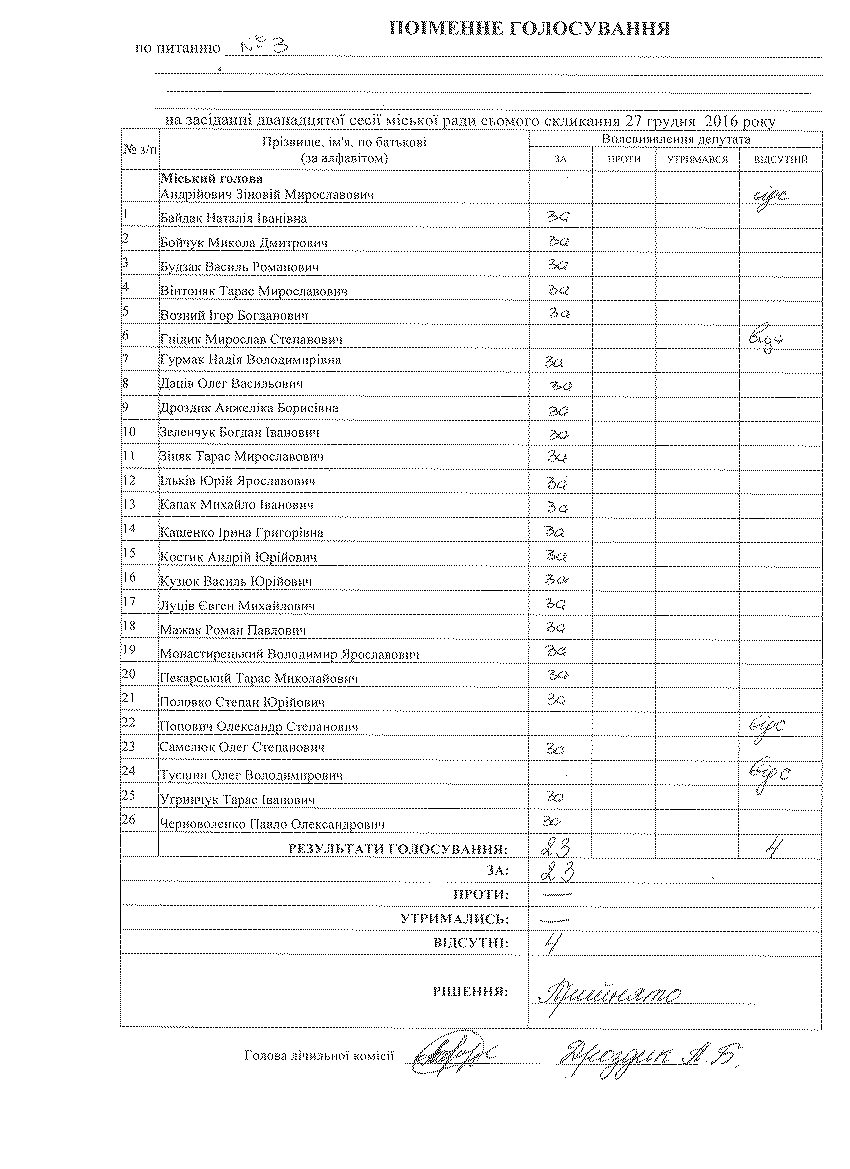 ПОІМЕННЕ ГОЛОСУВАННЯ
по питанню № 3
на засіданні дванадцятої сесії міської ради сьомого скликання 27 грудня 2016 року
№ з/п Прізвище, ім'я, по батькові (за алфавітом) Волевиявлення депутата
ЗА ПРОТИ УТРИМАВСЯ ВІДСУТНІЙ
Міський голова
Андрійович Зіновій Мирославович відс
1 Байдак Наталія Іванівна за
2 Бойчук Микола Дмитрович за
3 Будзак Василь Романович за
4 Вінтоняк Тарас Мирославович за
5 Возний Ігор Богданович за
6 Гнідик Мирослав Степанович відс
7 Гурмак Надія Володимирівна за
8 Даців Олег Васильович за
9 Дроздик Анжеліка Борисівна за
10 Зеленчук Богдан Іванович за
11 Зіняк Тарас Мирославович за
12 Ільків Юрій Ярославович за
13 Капак Михайло Іванович за
14 Кащенко Ірина Григорівна за
15 Костик Андрій Юрійович за
16 Кузюк Василь Юрійович за
17 Луців Євген Михайлович за
18 Мажак Роман Павлович за
19 Монастирецький Володимир Ярославович за
20 Пекарський Тарас Миколайович за
21 Половко Степан Юрійович за
22 Попович Олександр Степанович відс
23 Самелюк Олег Степанович за
24 Олег Володимирович відс
25 Угринчук Тарас Іванович за
26 Черноволенко Павло Олександрович за
РЕЗУЛЬТАТИ ГОЛОСУВАННЯ: 23 4
ЗА: 23
ПРОТИ: —
УТРИМАЛИСЬ: —
ВІДСУТНІ: 4
РІШЕННЯ: Прийнято
Голова лічильної комісії Дроздик А. Б.